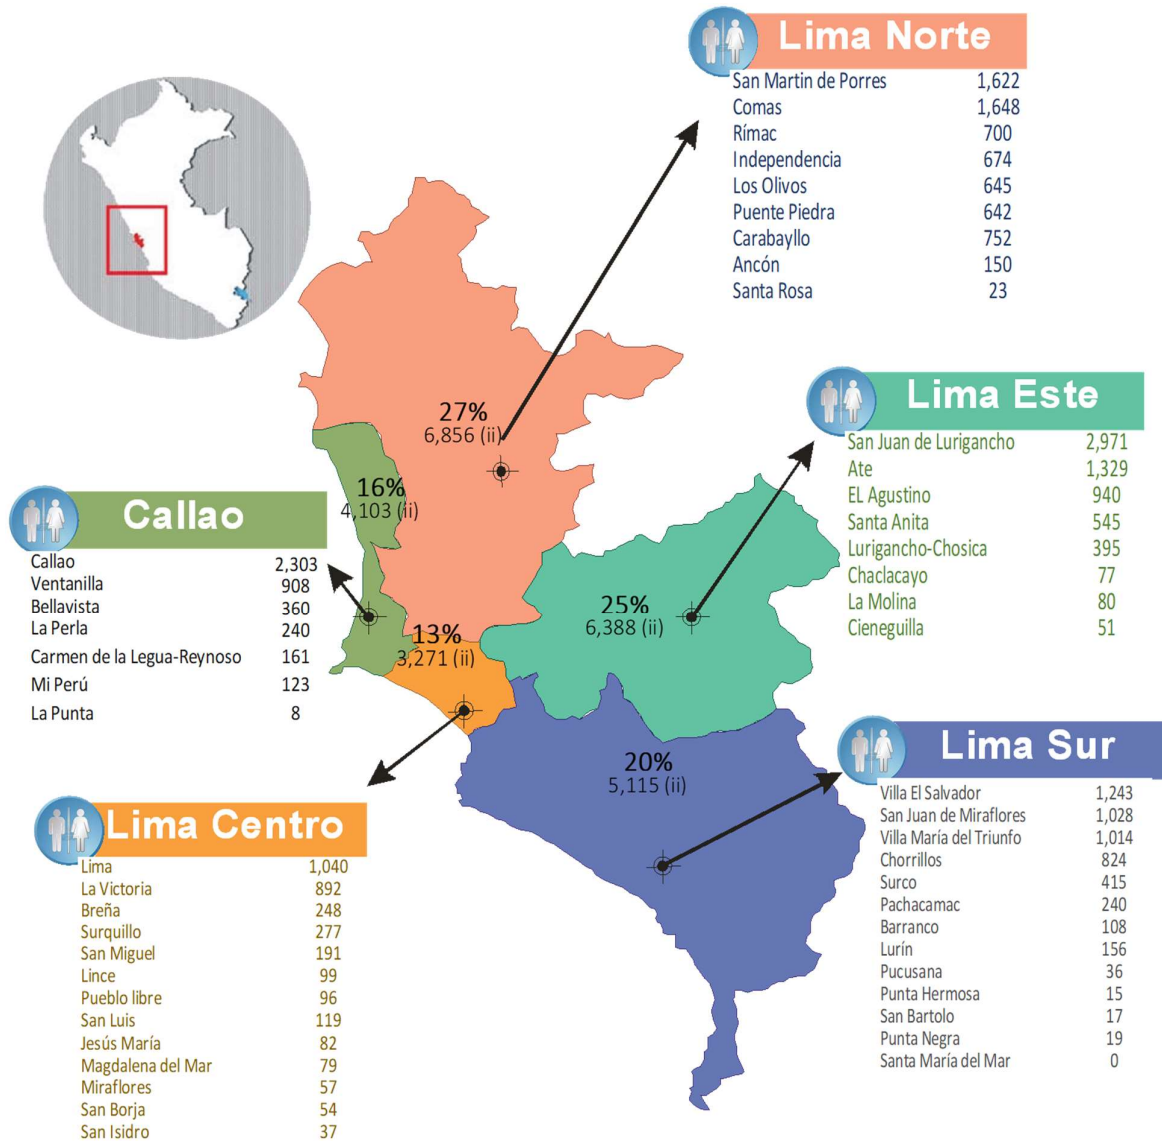 Lima Norte
San Martin de Porres 1,622
Comas 1,648
Rímac 700
Independencia 674
Los Olivos 645
Puente Piedra 642
Carabayllo 752
Ancón 150
Santa Rosa 23
27%
6,856 (ii)
Lima Este
San Juan de Lurigancho 2,971
Ate 1,329
EL Agustino 940
Santa Anita 545
Lurigancho-Chosica 395
Chaclacayo 77
La Molina 80
Cieneguilla 51
25%
6,388 (ii)
16%
4,103 (ii)
Callao
Callao 2,303
Ventanilla 908
Bellavista 360
La Perla 240
Carmen de la Legua-Reynoso 161
Mi Perú 123
La Punta 8
13%
3,271 (ii)
Lima Centro
Lima 1,040
La Victoria 892
Breña 248
Surquillo 277
San Miguel 191
Lince 99
Pueblo libre 96
San Luis 119
Jesús María 82
Magdalena del Mar 79
Miraflores 57
San Borja 54
San Isidro 37
20%
5,115 (ii)
Lima Sur
Villa El Salvador 1,243
San Juan de Miraflores 1,028
Villa María del Triunfo 1,014
Chorrillos 824
Surco 415
Pachacamac 240
Barranco 108
Lurín 156
Pucusana 36
Punta Hermosa 15
San Bartolo 17
Punta Negra 19
Santa María del Mar 0